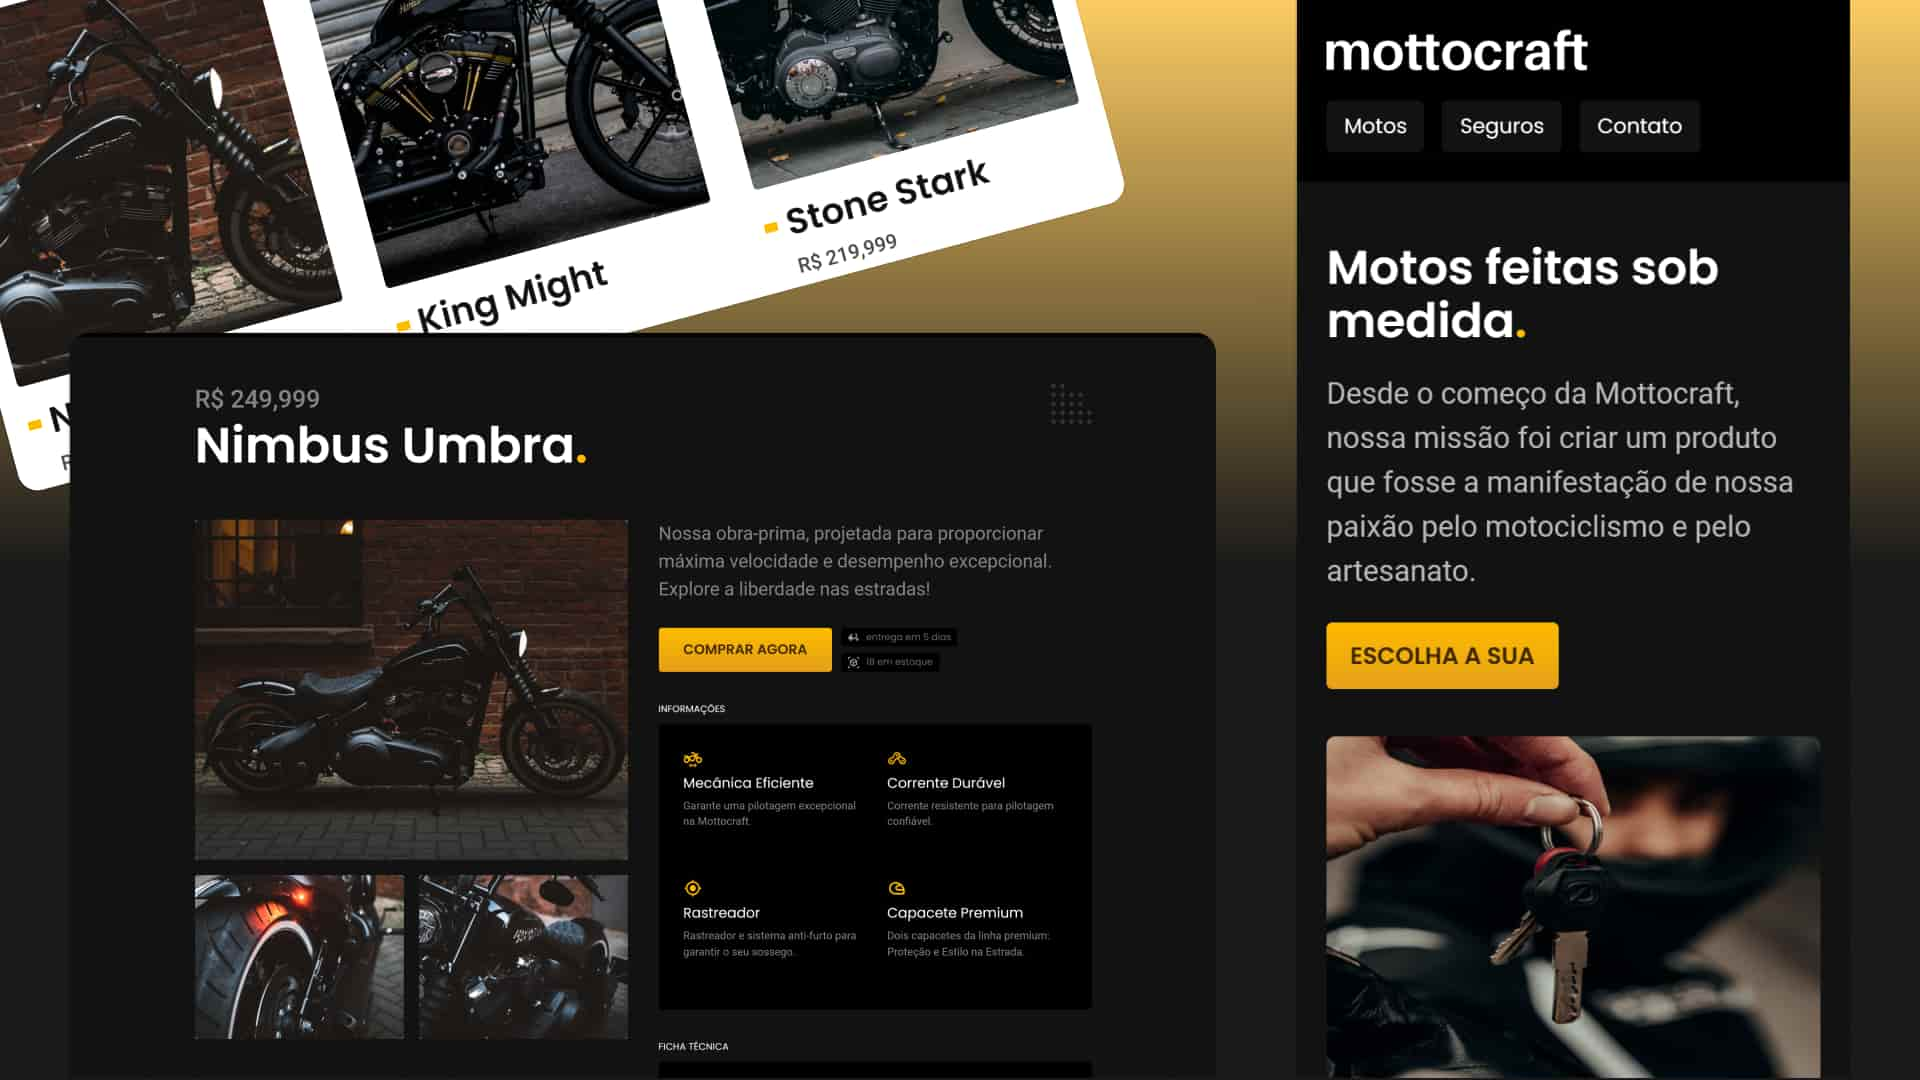 King Might
Stone Stark
R$ 219,999
R$ 249,999
Nimbus Umbra.
Nossa obra-prima, projetada para proporcionar
máxima velocidade e desempenho excepcional.
Explore a liberdade nas estradas!
COMPRAR AGORA
entrega em 5 dias
18 em estoque
INFORMAÇÕES
Mecânica Eficiente
Garante uma pilotagem excepcional
na Mottocraft.
Corrente Durável
Corrente resistente para pilotagem
confiável.
Rastreador
Rastreador e sistema anti-furto para
garantir o seu sossego.
Capacete Premium
Dois capacetes da linha premium:
Proteção e Estilo na Estrada.
FICHA TÉCNICA
mottocraft
Motos
Seguros
Contato
Motos feitas sob
medida.
Desde o começo da Mottocraft,
nossa missão foi criar um produto
que fosse a manifestação de nossa
paixão pelo motociclismo e pelo
artesanato.
ESCOLHA A SUA